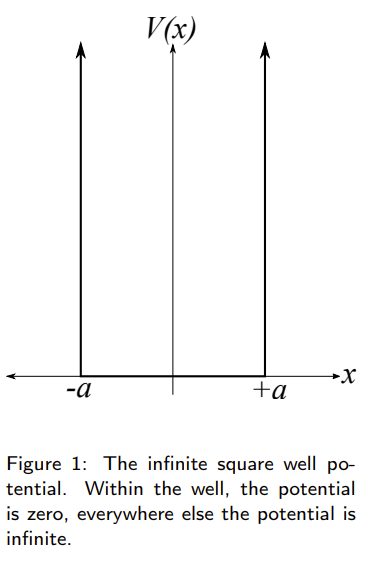 V(x)
x
-a
+a
Figure 1: The infinite square well po-
tential. Within the well, the potential
is zero, everywhere else the potential is
infinite.